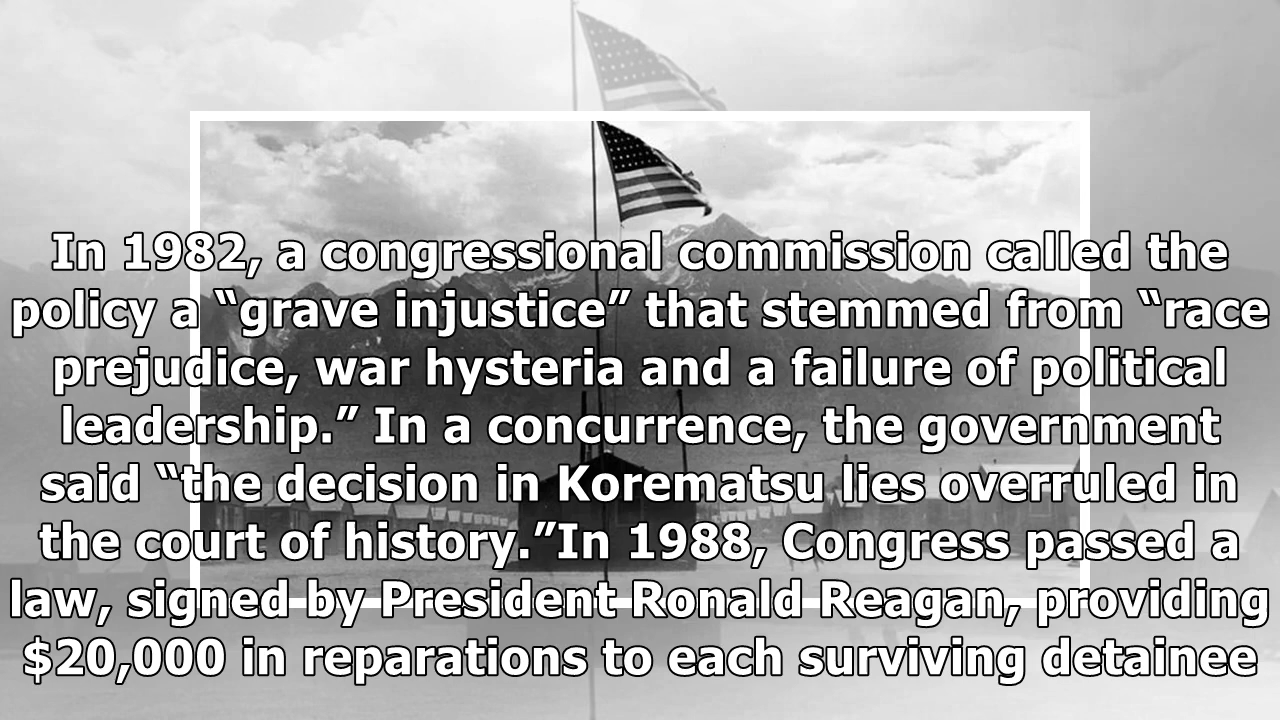 In 1982, a congressional commission called the
policy a “grave injustice” that stemmed from “race
prejudice, war hysteria and a failure of political
leadership.” In a concurrence, the government
said “the decision in Korematsu lies overruled in
the court of history.”In 1988, Congress passed a
law, signed by President Ronald Reagan, providing
$20,000 in reparations to each surviving detainee